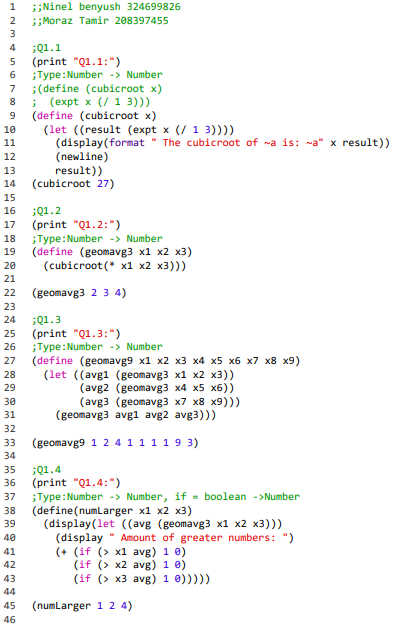 1 ;;Ninel benyush 324699826
2 ;;Moraz Tamir 208397455
3
4 ;Q1.1
5 (print "Q1.1:")
6 ;Type:Number -> Number
7 ;(define (cubicroot x)
8 ;  (expt x (/ 1 3)))
9 (define (cubicroot x)
10   (let ((result (expt x (/ 1 3))))
11     (display(format " The cubicroot of ~a is: ~a" x result))
12     (newline)
13     result))
14 (cubicroot 27)
15
16 ;Q1.2
17 (print "Q1.2:")
18 ;Type:Number -> Number
19 (define (geomavg3 x1 x2 x3)
20   (cubicroot(* x1 x2 x3)))
21
22 (geomavg3 2 3 4)
23
24 ;Q1.3
25 (print "Q1.3:")
26 ;Type:Number -> Number
27 (define (geomavg9 x1 x2 x3 x4 x5 x6 x7 x8 x9)
28   (let ((avg1 (geomavg3 x1 x2 x3))
29         (avg2 (geomavg3 x4 x5 x6))
30         (avg3 (geomavg3 x7 x8 x9)))
31     (geomavg3 avg1 avg2 avg3)))
32
33 (geomavg9 1 2 4 1 1 1 1 9 3)
34
35 ;Q1.4
36 (print "Q1.4:")
37 ;Type:Number -> Number, if = boolean ->Number
38 (define(numLarger x1 x2 x3)
39   (display(let ((avg (geomavg3 x1 x2 x3)))
40     (display " Amount of greater numbers: ")
41     (+ (if (> x1 avg) 1 0)
42        (if (> x2 avg) 1 0)
43        (if (> x3 avg) 1 0)))))
44
45 (numLarger 1 2 4)
46